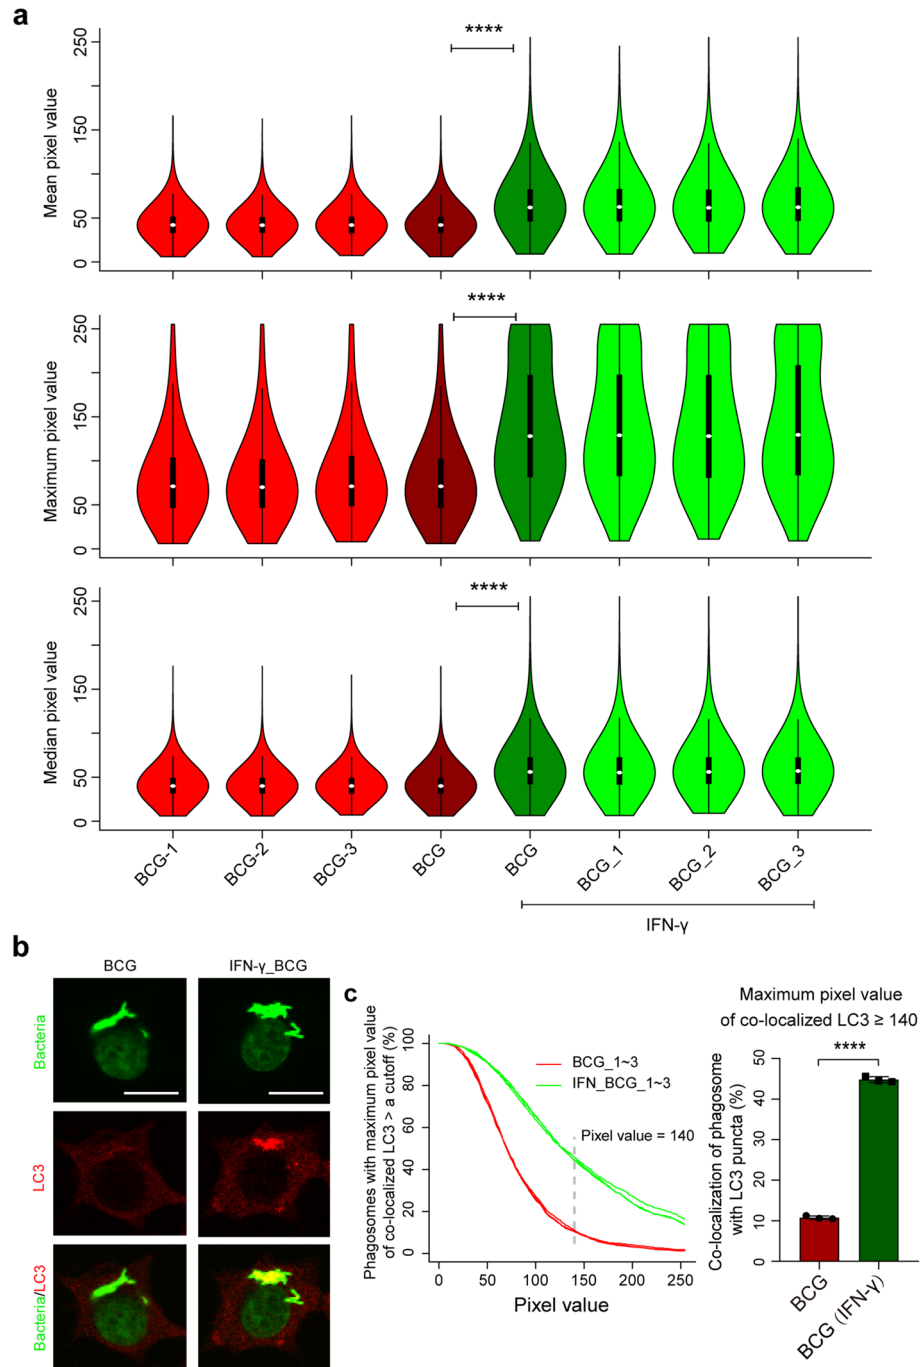 a
****
Mean pixel value
0
50
150
250
****
Maximum pixel value
0
50
150
250
****
Median pixel value
0
50
150
250
BCG-1
BCG-2
BCG-3
BCG
BCG
BCG_1
BCG_2
BCG_3
IFN-γ
b
BCG
IFN-γ_BCG
Bacteria
LC3
Bacteria/LC3
c
Phagosomes with maximum pixel value
of co-localized LC3 > a cutoff (%)
100
80
60
40
20
0
BCG_1~3
IFN_BCG_1~3
Pixel value = 140
0
50
100
150
200
250
Pixel value
Maximum pixel value
of co-localized LC3 ≥ 140
****
Co-localization of phagosome
with LC3 puncta (%)
50
40
30
20
10
0
BCG
BCG (IFN-γ)